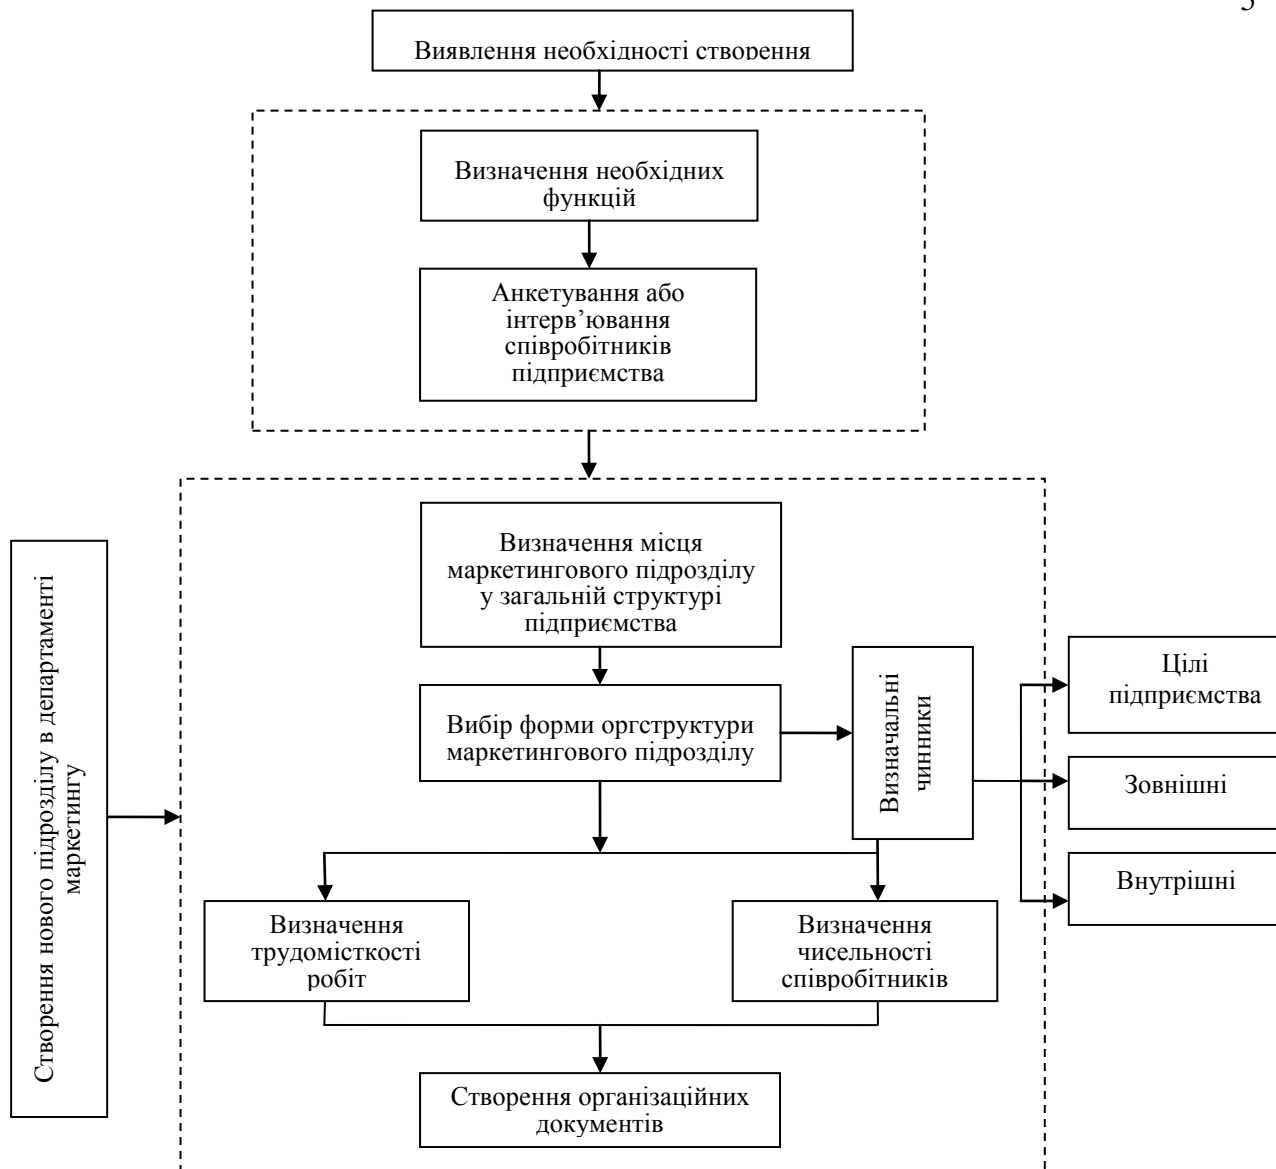 5
Виявлення необхідності створення
Визначення необхідних
функцій
Анкетування або
інтерв’ювання
співробітників
підприємства
Створення нового підрозділу в департаменті
маркетингу
Визначення місця
маркетингового підрозділу
у загальній структурі
підприємства
Вибір форми оргструктури
маркетингового підрозділу
Визначальні
чинники
Цілі
підприємства
Зовнішні
Внутрішні
Визначення
трудомісткості
робіт
Визначення
чисельності
співробітників
Створення організаційних
документів